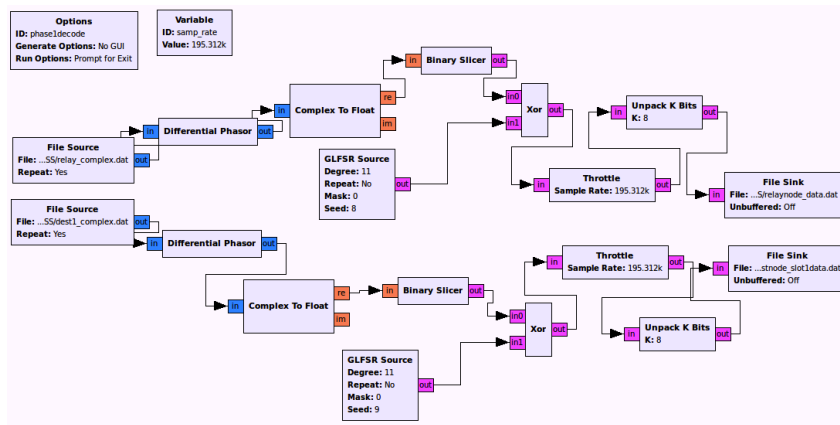 Options
ID: phase1decode
Generate Options: No GUI
Run Options: Prompt for Exit
Variable
ID: samp_rate
Value: 195.312k
File Source
File: ...SS/relay_complex.dat
Repeat: Yes
out
in
Differential Phasor
out
in
Complex To Float
re
im
in
Binary Slicer
out
GLFSR Source
Degree: 11
Repeat: No
Mask: 0
Seed: 8
out
in0
in1
Xor
out
in
Throttle
Sample Rate: 195.312k
out
in
Unpack K Bits
K: 8
out
in
File Sink
File: ...S/relaynode_data.dat
Unbuffered: Off
File Source
File: ...SS/dest1_complex.dat
Repeat: Yes
out
in
Differential Phasor
out
in
Complex To Float
re
im
in
Binary Slicer
out
GLFSR Source
Degree: 11
Repeat: No
Mask: 0
Seed: 9
out
in0
in1
Xor
out
in
Throttle
Sample Rate: 195.312k
out
in
Unpack K Bits
K: 8
out
in
File Sink
File: ...stnode_slot1data.dat
Unbuffered: Off